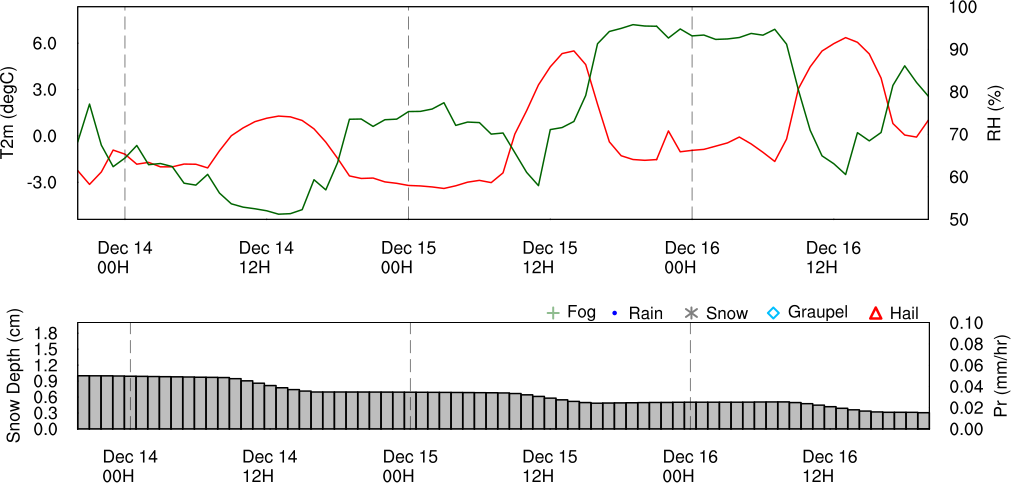 100
6.0
90
3.0
80
T2m (degC)
RH (%)
0.0
70
-3.0
60
50
Dec 14 Dec 14 Dec 15 Dec 15 Dec 16 Dec 16
00H 12H 00H 12H 00H 12H
Fog Rain Snow Graupel Hail
1.8 0.10
1.5 0.08
1.2 0.06
0.9
0.6 0.04
0.3 0.02
0.0 0.00
Snow Depth (cm)
Pr (mm/hr)
Dec 14 Dec 14 Dec 15 Dec 15 Dec 16 Dec 16
00H 12H 00H 12H 00H 12H